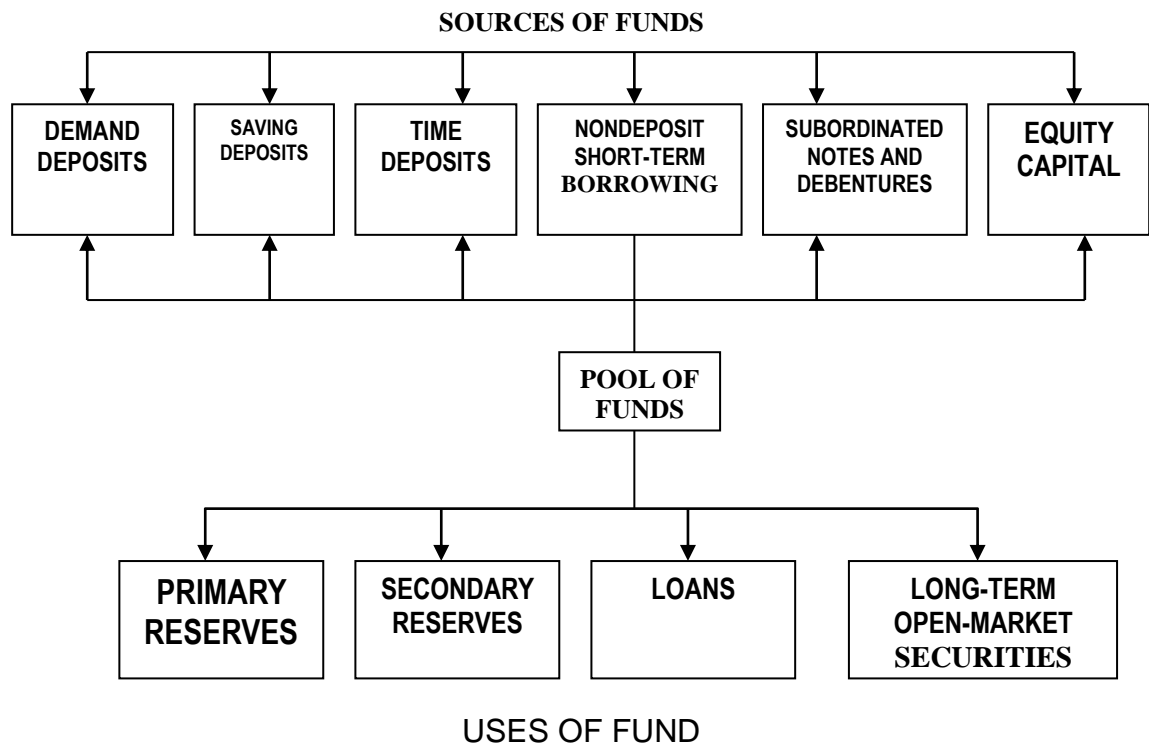 SOURCES OF FUNDS
DEMAND
DEPOSITS
SAVING
DEPOSITS
TIME
DEPOSITS
NONDEPOSIT
SHORT-TERM
BORROWING
SUBORDINATED
NOTES AND
DEBENTURES
EQUITY
CAPITAL
POOL OF
FUNDS
PRIMARY
RESERVES
SECONDARY
RESERVES
LOANS
LONG-TERM
OPEN-MARKET
SECURITIES
USES OF FUND